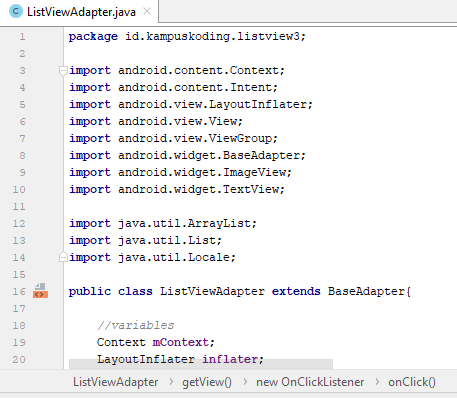 ListViewAdapter.java
1 package id.kampuskoding.listview3;
2
3 import android.content.Context;
4 import android.content.Intent;
5 import android.view.LayoutInflater;
6 import android.view.View;
7 import android.view.ViewGroup;
8 import android.widget.BaseAdapter;
9 import android.widget.ImageView;
10 import android.widget.TextView;
11
12 import java.util.ArrayList;
13 import java.util.List;
14 import java.util.Locale;
15
16 public class ListViewAdapter extends BaseAdapter{
17
18 //variables
19 Context mContext;
20 LayoutInflater inflater;
ListViewAdapter › getView() › new OnClickListener › onClick()